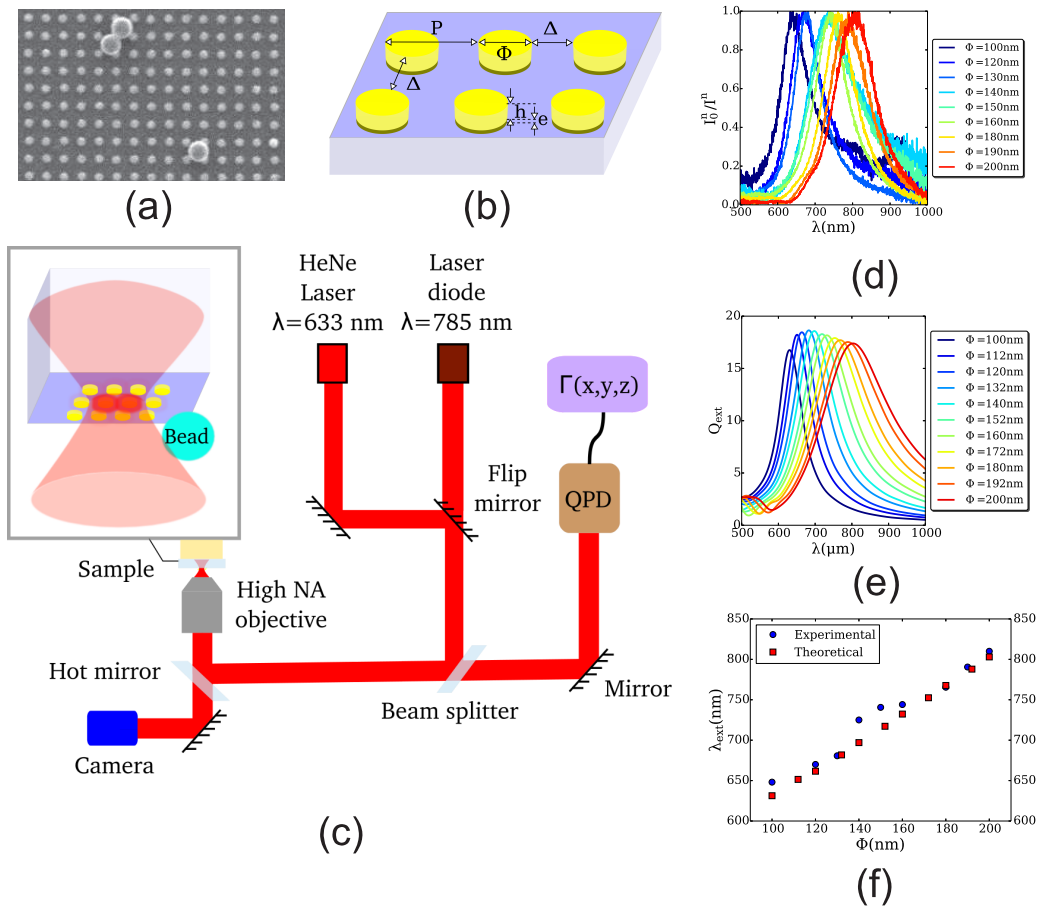 (a)
P
Φ
Δ
Δ
h
e
(b)
1.0
0.8
0.6
0.4
0.2
0.0
I₀ⁿ/Iⁿ
500 600 700 800 900 1000
λ(nm)
Φ=100nm
Φ=120nm
Φ=130nm
Φ=140nm
Φ=150nm
Φ=160nm
Φ=180nm
Φ=190nm
Φ=200nm
(d)
Bead
HeNe
Laser
λ=633 nm
Laser
diode
λ=785 nm
Γ(x,y,z)
QPD
Flip
mirror
Sample
High NA
objective
Hot mirror
Beam splitter
Mirror
Camera
(c)
20
15
10
5
0
Qext
500 600 700 800 900 1000
λ(μm)
Φ=100nm
Φ=112nm
Φ=120nm
Φ=132nm
Φ=140nm
Φ=152nm
Φ=160nm
Φ=172nm
Φ=180nm
Φ=192nm
Φ=200nm
(e)
850 850
800 800
750 750
700 700
650 650
600 600
λext(nm)
Experimental
Theoretical
100 120 140 160 180 200
Φ(nm)
(f)